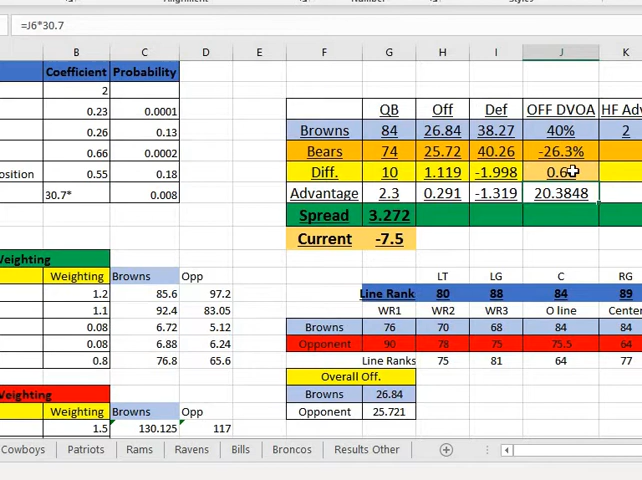 =J6*30.7
B C D E F G H I J K
Coefficient Probability
2
0.23 0.0001
0.26 0.13
0.66 0.0002
osition 0.55 0.18
30.7* 0.008
QB Off Def OFF DVOA HF Adv
Browns 84 26.84 38.27 40% 2
Bears 74 25.72 40.26 -26.3%
Diff. 10 1.119 -1.998
Advantage 2.3 0.291 -1.319 20.3848
Spread 3.272
Current -7.5
Weighting
Weighting Browns Opp
1.2 85.6 97.2
1.1 92.4 83.05
0.08 6.72 5.12
0.08 6.88 6.24
0.8 76.8 65.6
LT LG C RG
Line Rank 80 88 84 89
WR1 WR2 WR3 O line Center
Browns 76 70 68 84 84
Opponent 90 78 75 75.5 64
Line Ranks 75 81 64 77
Overall Off.
Browns 26.84
Opponent 25.721
Weighting
Weighting Browns Opp
1.5 130.125 117
Cowboys Patriots Rams Ravens Bills Broncos Results Other